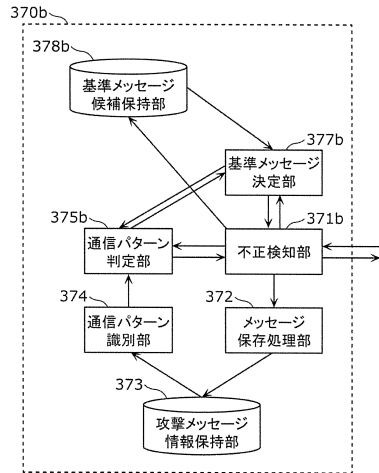 370b
378b
基準メッセージ
候補保持部
377b
基準メッセージ
決定部
375b
通信パターン
判定部
371b
不正検知部
374
通信パターン
識別部
372
メッセージ
保存処理部
373
攻撃メッセージ
情報保持部